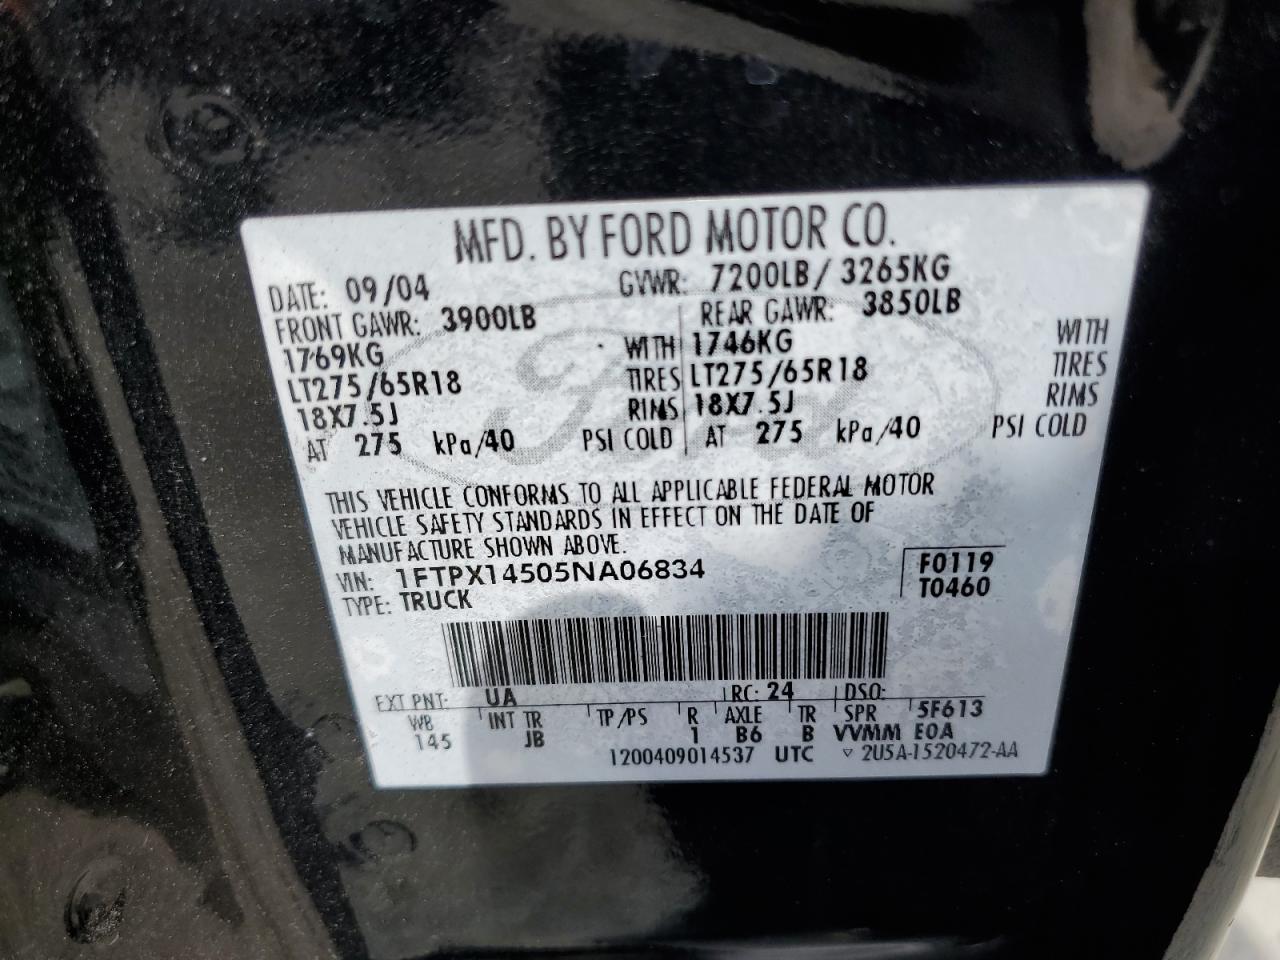 MFD. BY FORD MOTOR CO.
DATE: 09/04 GVWR: 7200LB/ 3265KG
FRONT GAWR: 3900LB REAR GAWR: 3850LB
1769KG WITH 1746KG WITH
LT275/65R18 TIRES LT275/65R18 TIRES
18X7.5J RIMS 18X7.5J RIMS
AT 275 kPa/40 PSI COLD AT 275 kPa/40 PSI COLD
THIS VEHICLE CONFORMS TO ALL APPLICABLE FEDERAL MOTOR
VEHICLE SAFETY STANDARDS IN EFFECT ON THE DATE OF
MANUFACTURE SHOWN ABOVE.
VIN: 1FTPX14505NA06834 F0119
TYPE: TRUCK T0460
EXT PNT: UA RC: 24 DSO:
WB INT TR TP/PS R AXLE TR SPR 5F613
145 JB 1 B6 B VVMM EOA
1200409014537 UTC ▽ 2U5A-1520472-AA